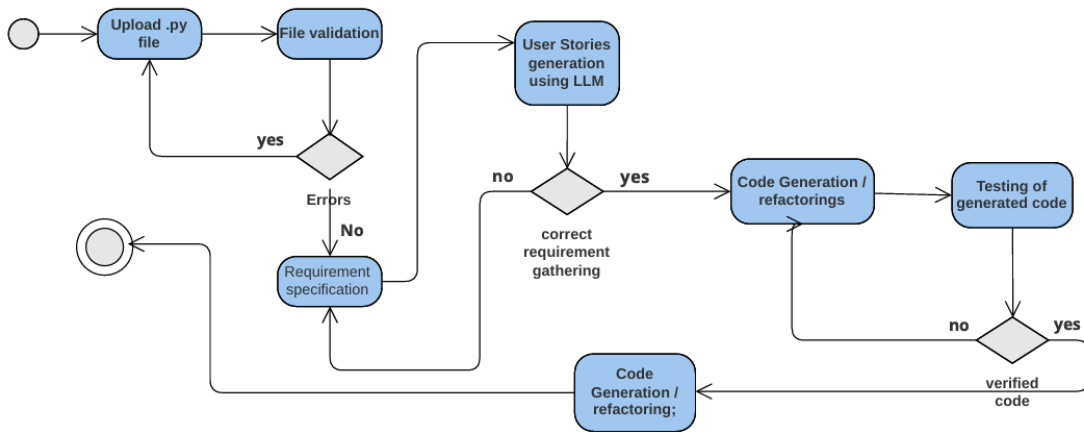 Upload .py
file
File validation
User Stories
generation
using LLM
yes
Errors
No
Requirement
specification
no
yes
correct
requirement
gathering
Code Generation /
refactorings
Testing of
generated code
no
yes
verified
code
Code
Generation /
refactoring;